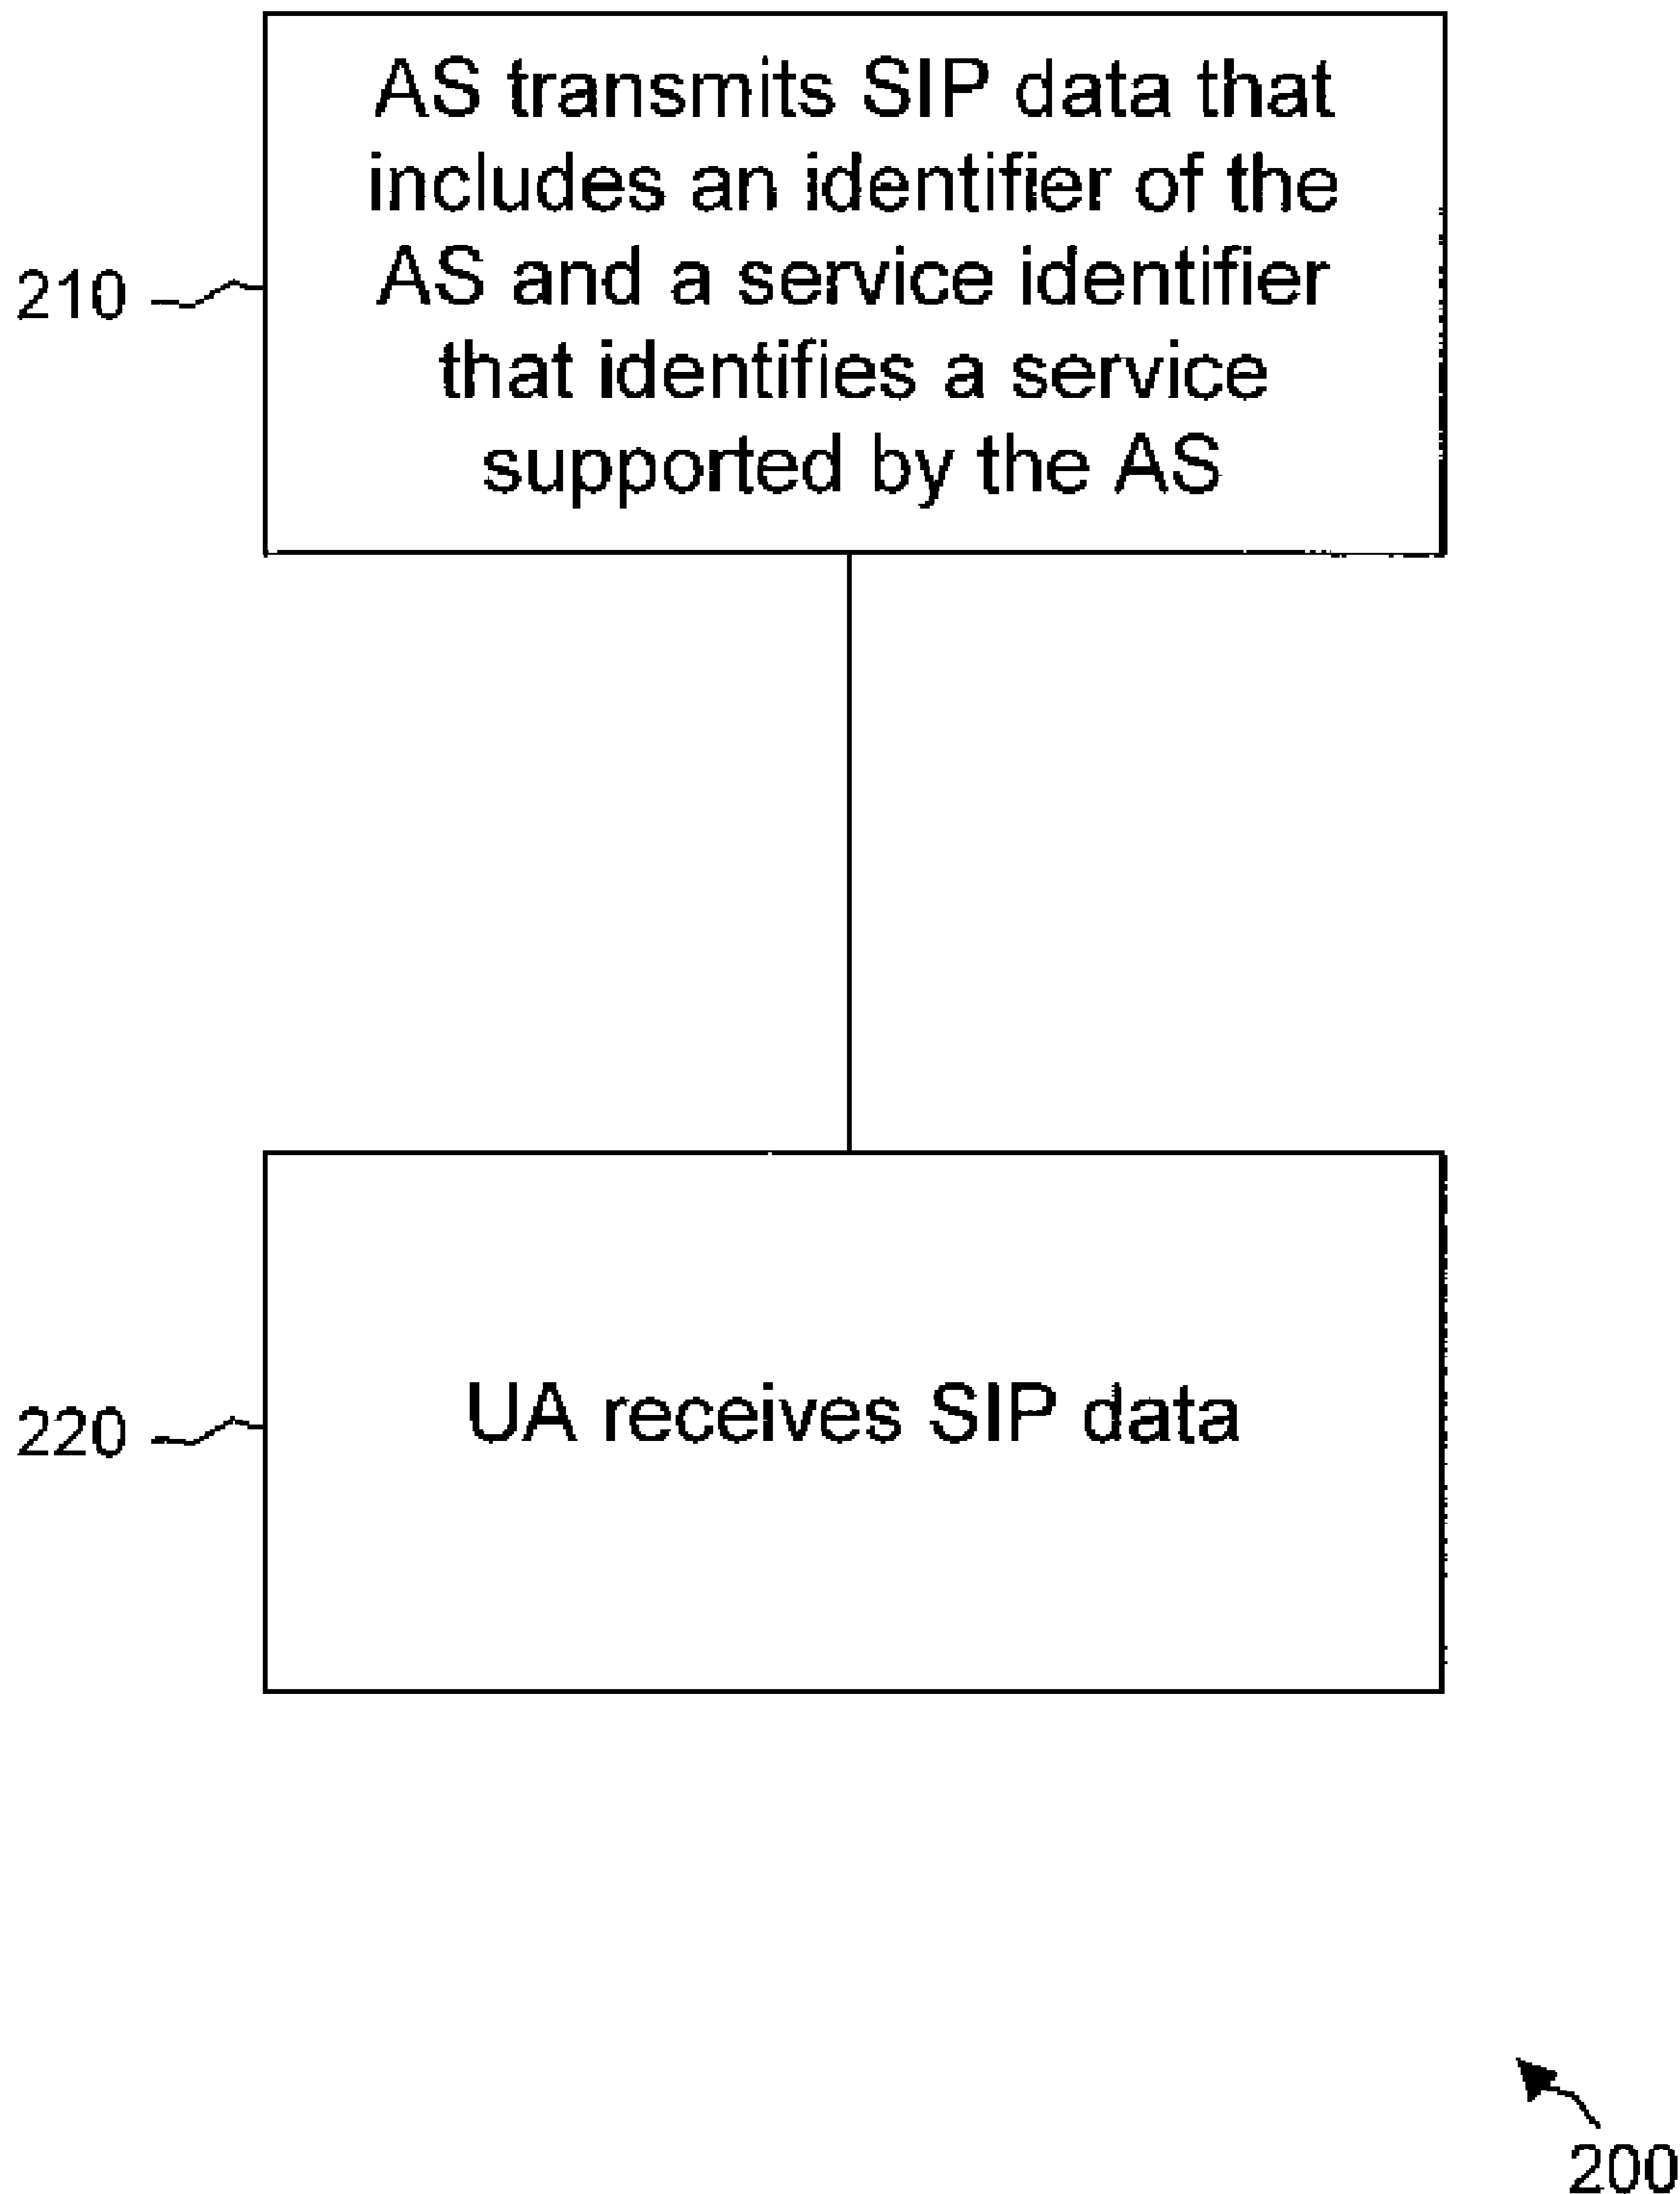 AS transmits SIP data that
includes an identifier of the
AS and a service identifier
that identifies a service
supported by the AS
210
UA receives SIP data
220
200